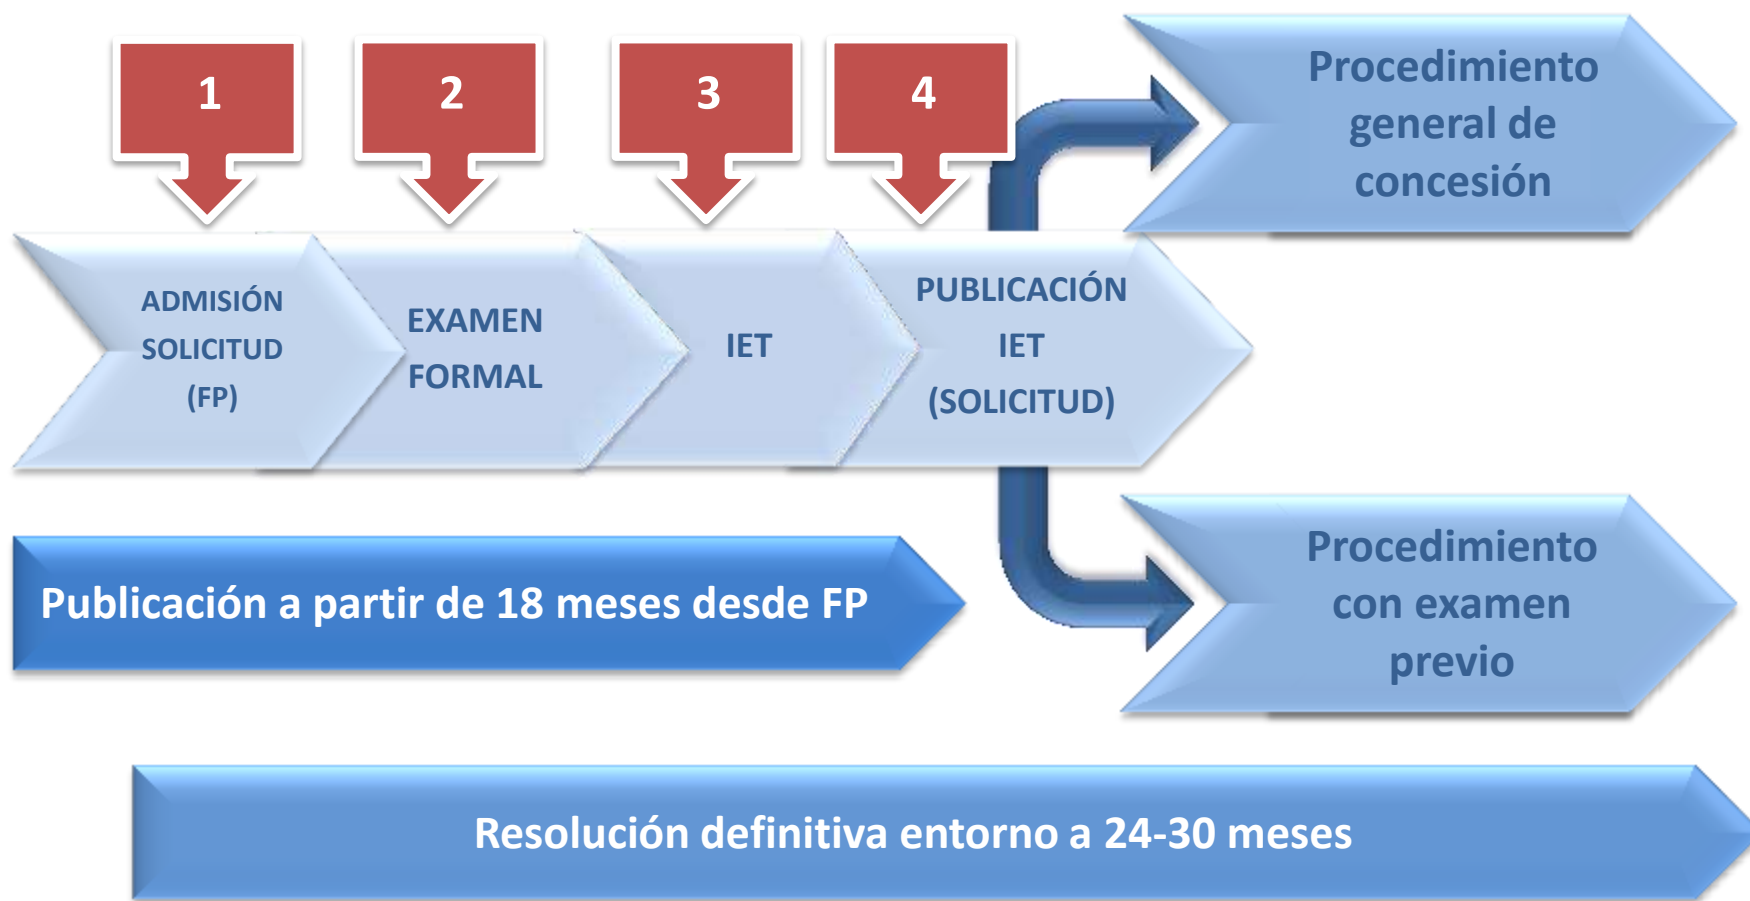 1
2
3
4
ADMISIÓN
SOLICITUD
(FP)
EXAMEN
FORMAL
IET
PUBLICACIÓN
IET
(SOLICITUD)
Procedimiento
general de
concesión
Procedimiento
con examen
previo
Publicación a partir de 18 meses desde FP
Resolución definitiva entorno a 24-30 meses